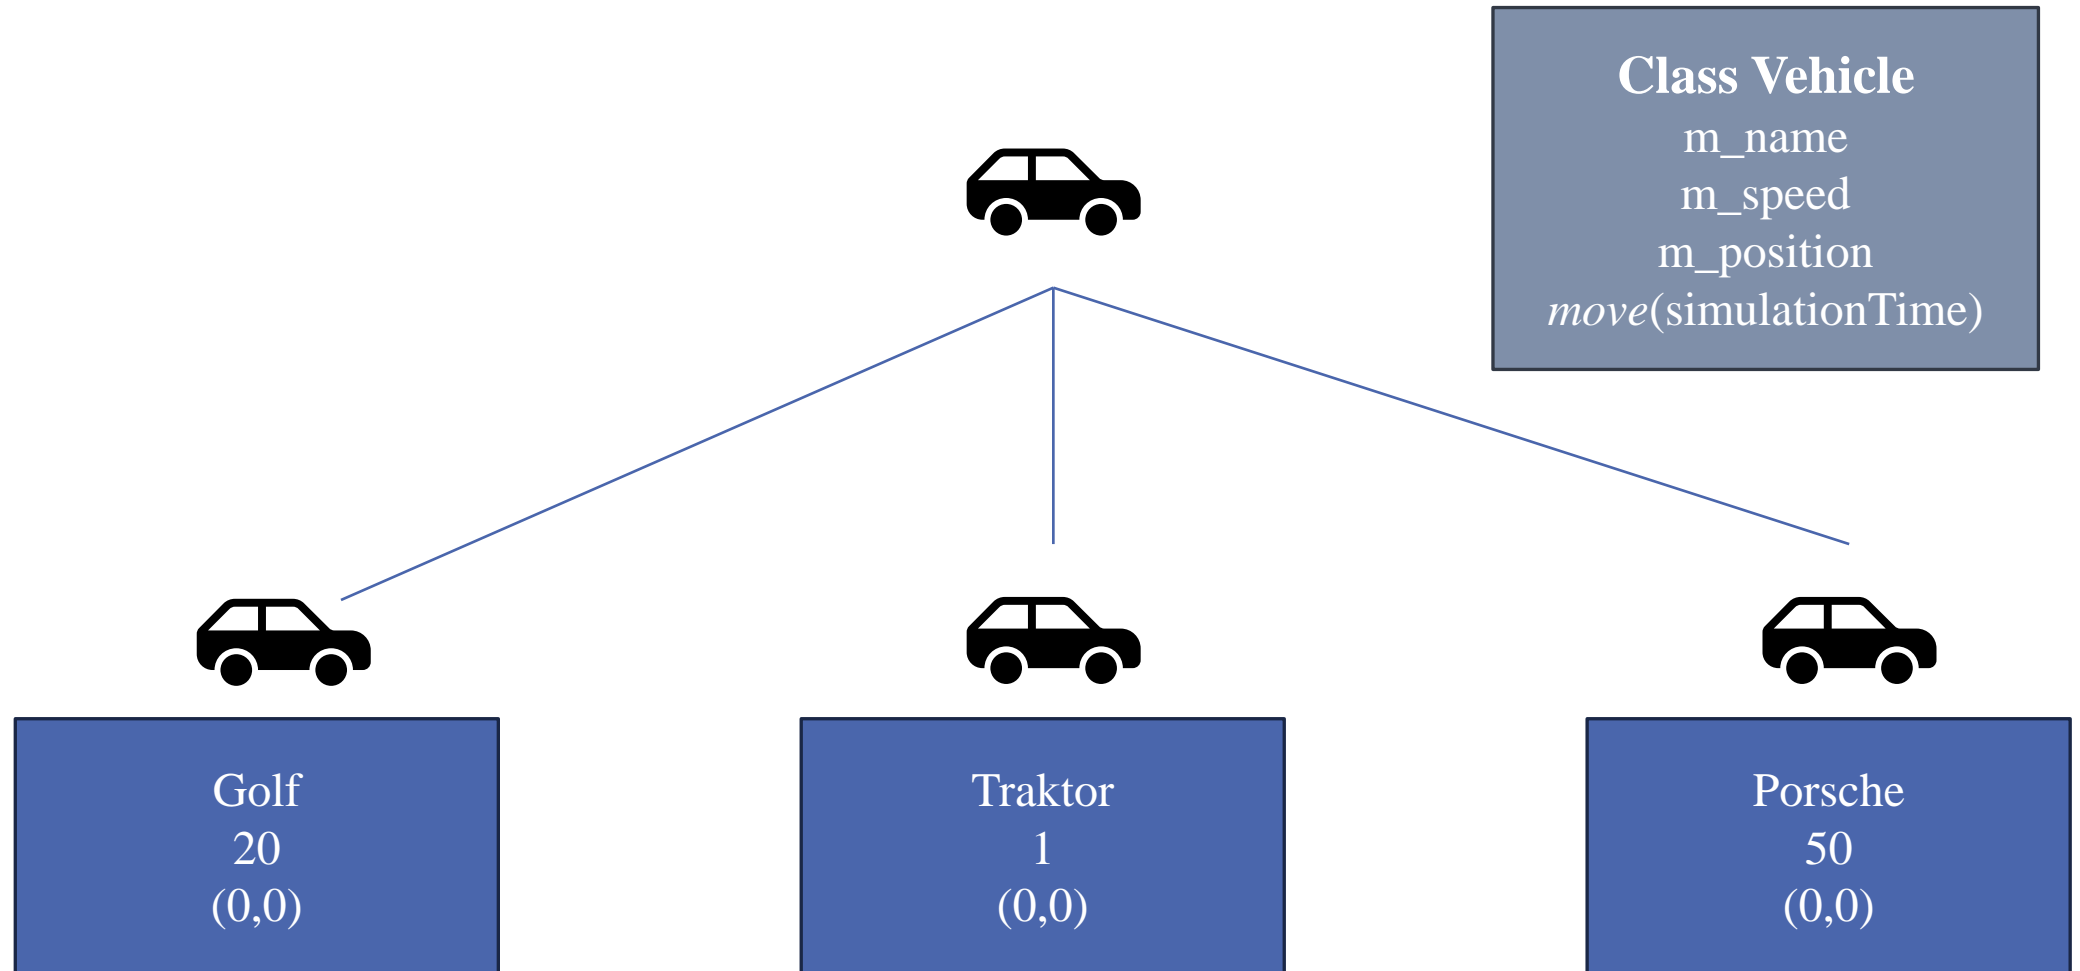 Class Vehicle
m_name
m_speed
m_position
move(simulationTime)
Golf
20
(0,0)
Traktor
1
(0,0)
Porsche
50
(0,0)